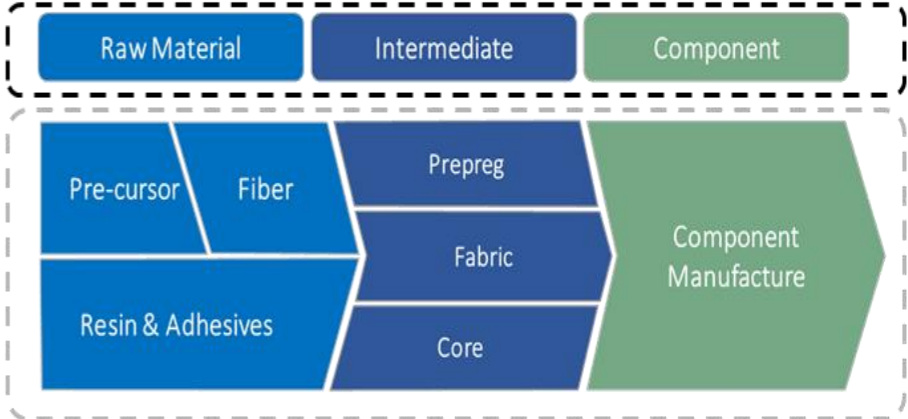 Raw Material
Intermediate
Component
Pre-cursor
Fiber
Resin & Adhesives
Prepreg
Fabric
Core
Component
Manufacture